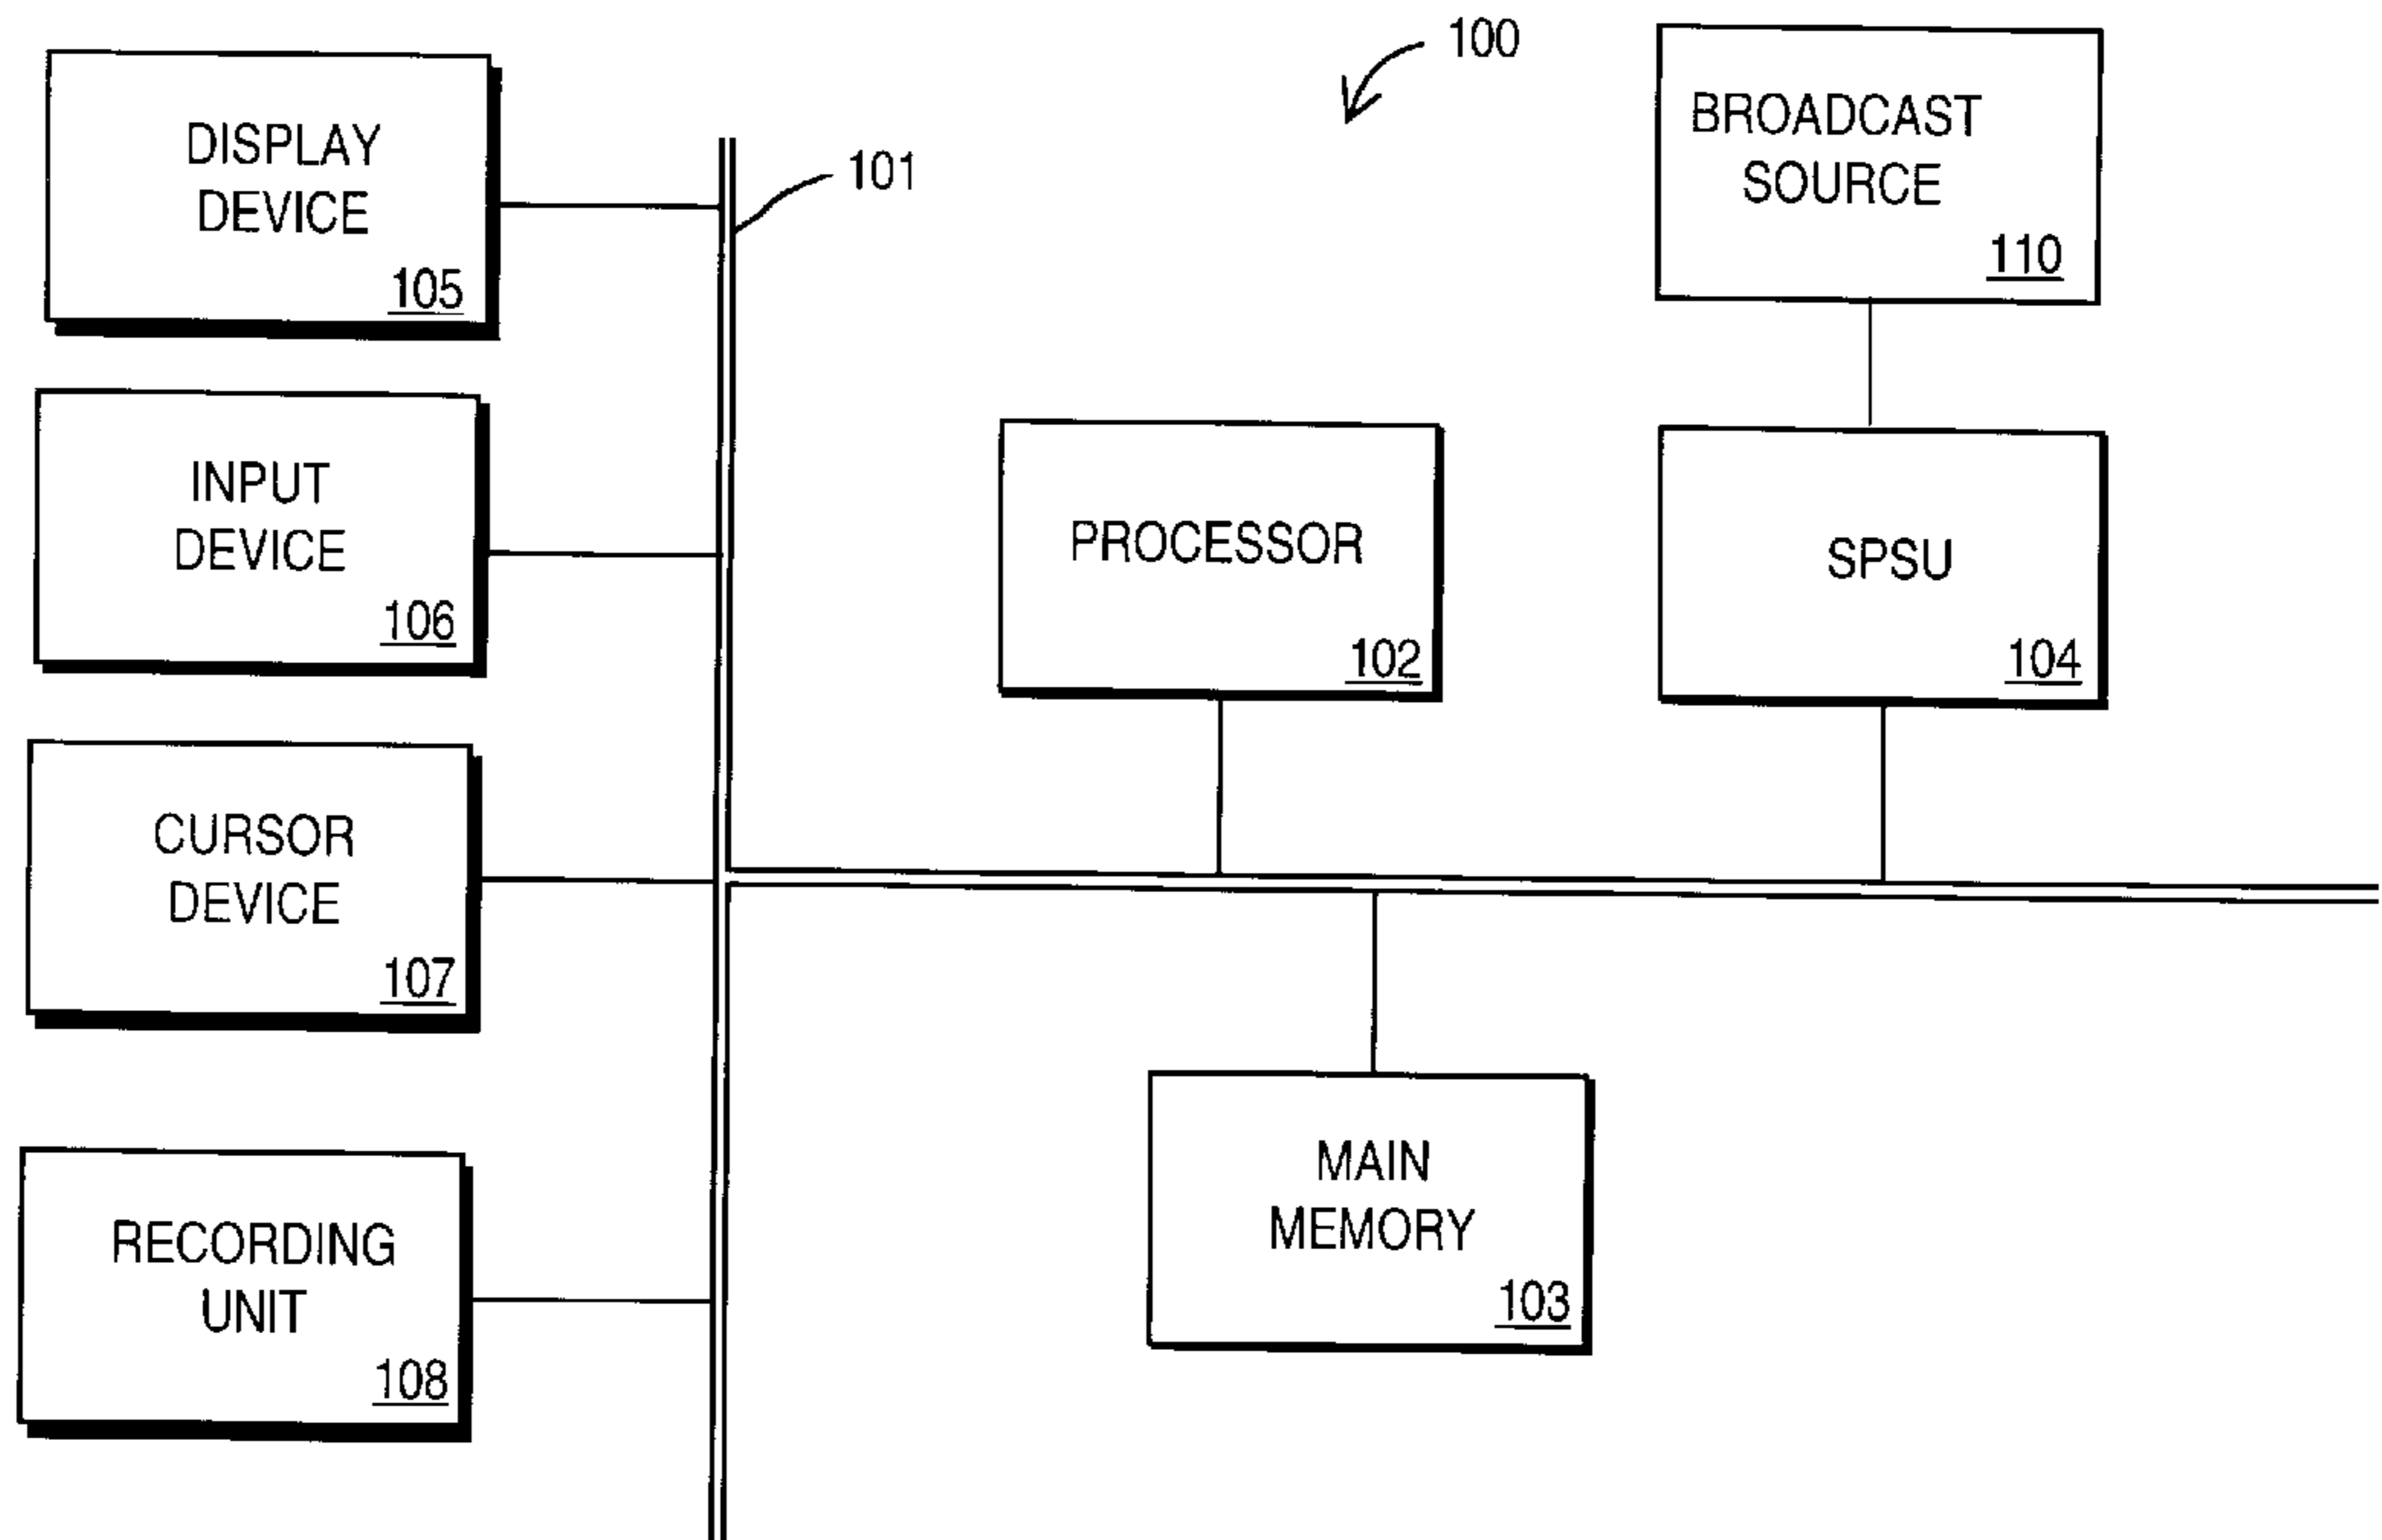 100
BROADCAST
SOURCE
110
DISPLAY
DEVICE
105
101
INPUT
DEVICE
106
PROCESSOR
102
SPSU
104
CURSOR
DEVICE
107
MAIN
MEMORY
103
RECORDING
UNIT
108